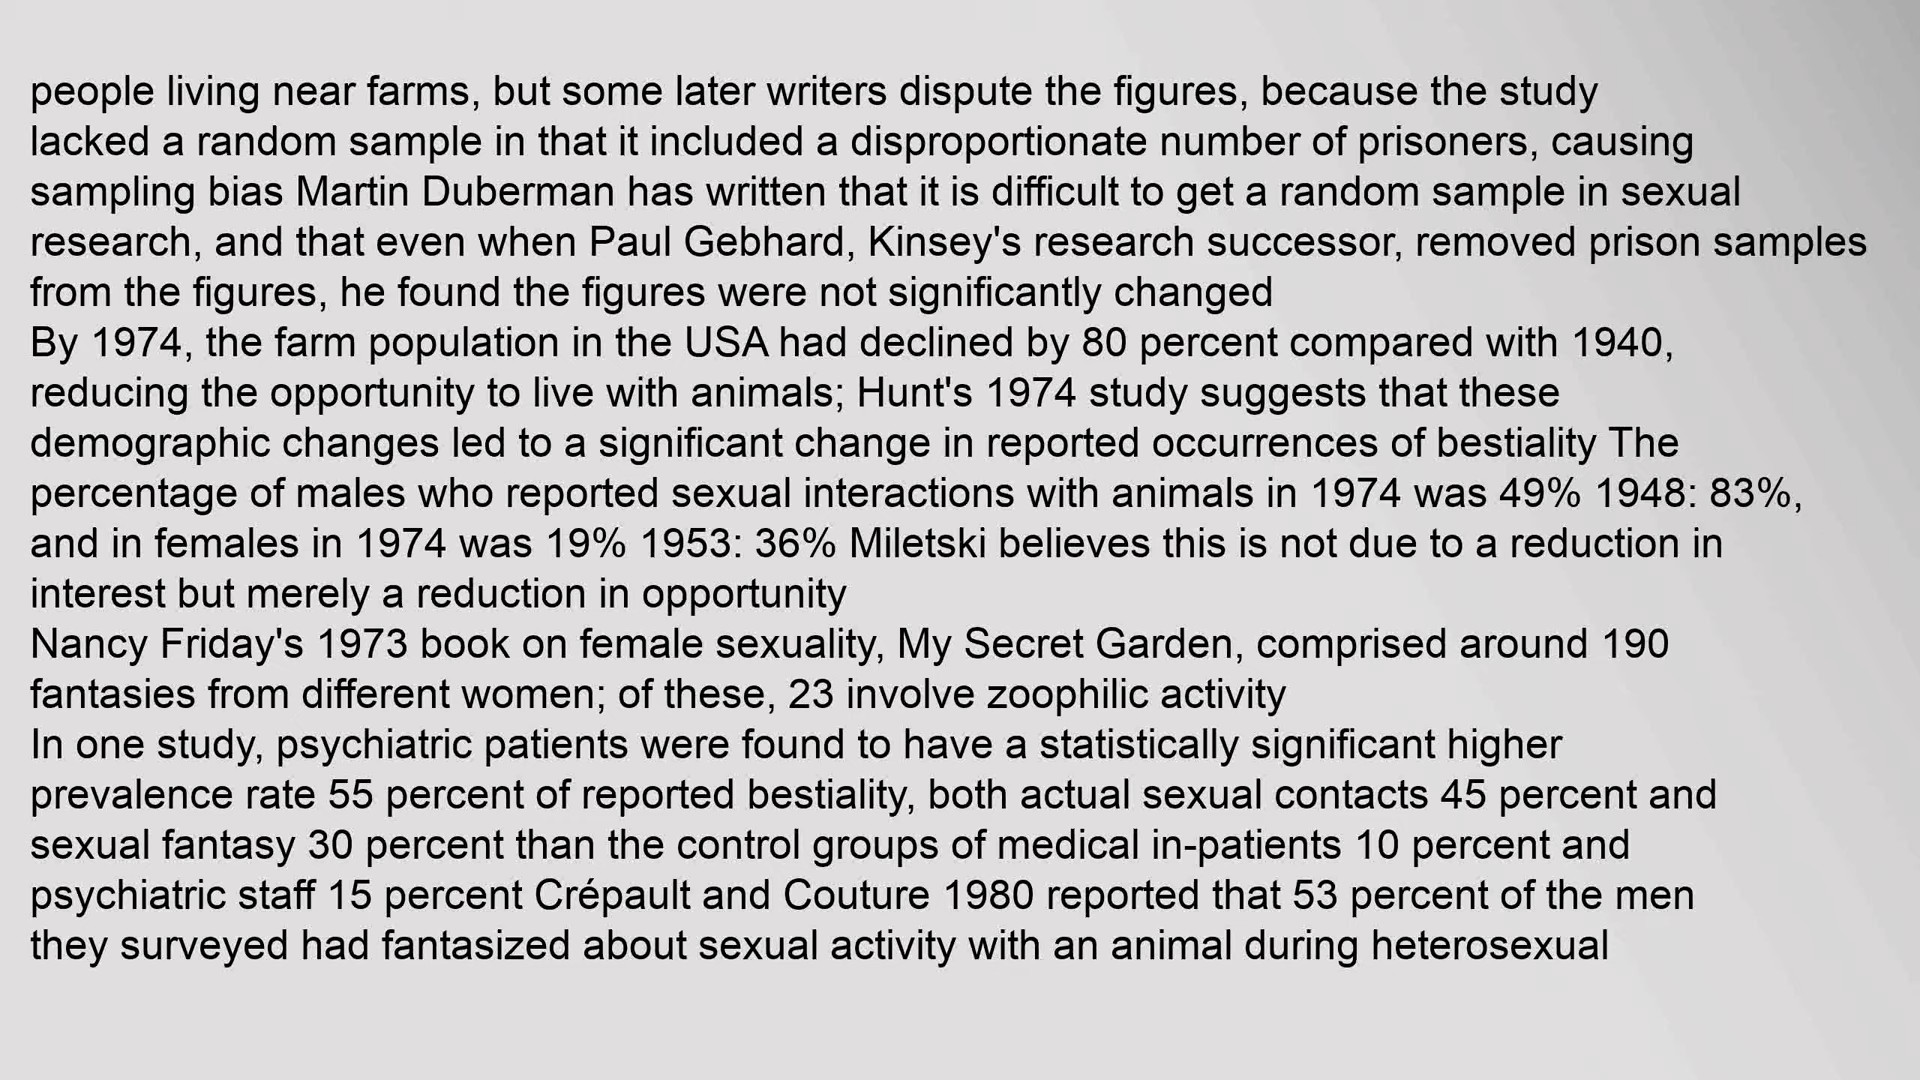 people living near farms, but some later writers dispute the figures, because the study
lacked a random sample in that it included a disproportionate number of prisoners, causing
sampling bias Martin Duberman has written that it is difficult to get a random sample in sexual
research, and that even when Paul Gebhard, Kinsey's research successor, removed prison samples
from the figures, he found the figures were not significantly changed
By 1974, the farm population in the USA had declined by 80 percent compared with 1940,
reducing the opportunity to live with animals; Hunt's 1974 study suggests that these
demographic changes led to a significant change in reported occurrences of bestiality The
percentage of males who reported sexual interactions with animals in 1974 was 49% 1948: 83%,
and in females in 1974 was 19% 1953: 36% Miletski believes this is not due to a reduction in
interest but merely a reduction in opportunity
Nancy Friday's 1973 book on female sexuality, My Secret Garden, comprised around 190
fantasies from different women; of these, 23 involve zoophilic activity
In one study, psychiatric patients were found to have a statistically significant higher
prevalence rate 55 percent of reported bestiality, both actual sexual contacts 45 percent and
sexual fantasy 30 percent than the control groups of medical in-patients 10 percent and
psychiatric staff 15 percent Crépault and Couture 1980 reported that 53 percent of the men
they surveyed had fantasized about sexual activity with an animal during heterosexual